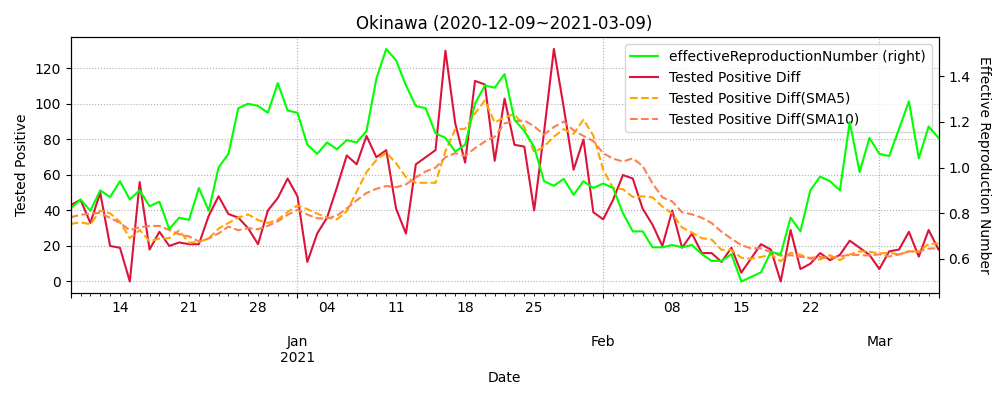 Okinawa (2020-12-09~2021-03-09)
effectiveReproductionNumber (right)
Tested Positive Diff
Tested Positive Diff(SMA5)
Tested Positive Diff(SMA10)
Tested Positive
120
100
80
60
40
20
0
1.4
1.2
1.0
0.8
0.6
Effective Reproduction Number
14 21 28 04 11 18 25 08 15 22
Jan Feb Mar
2021
Date